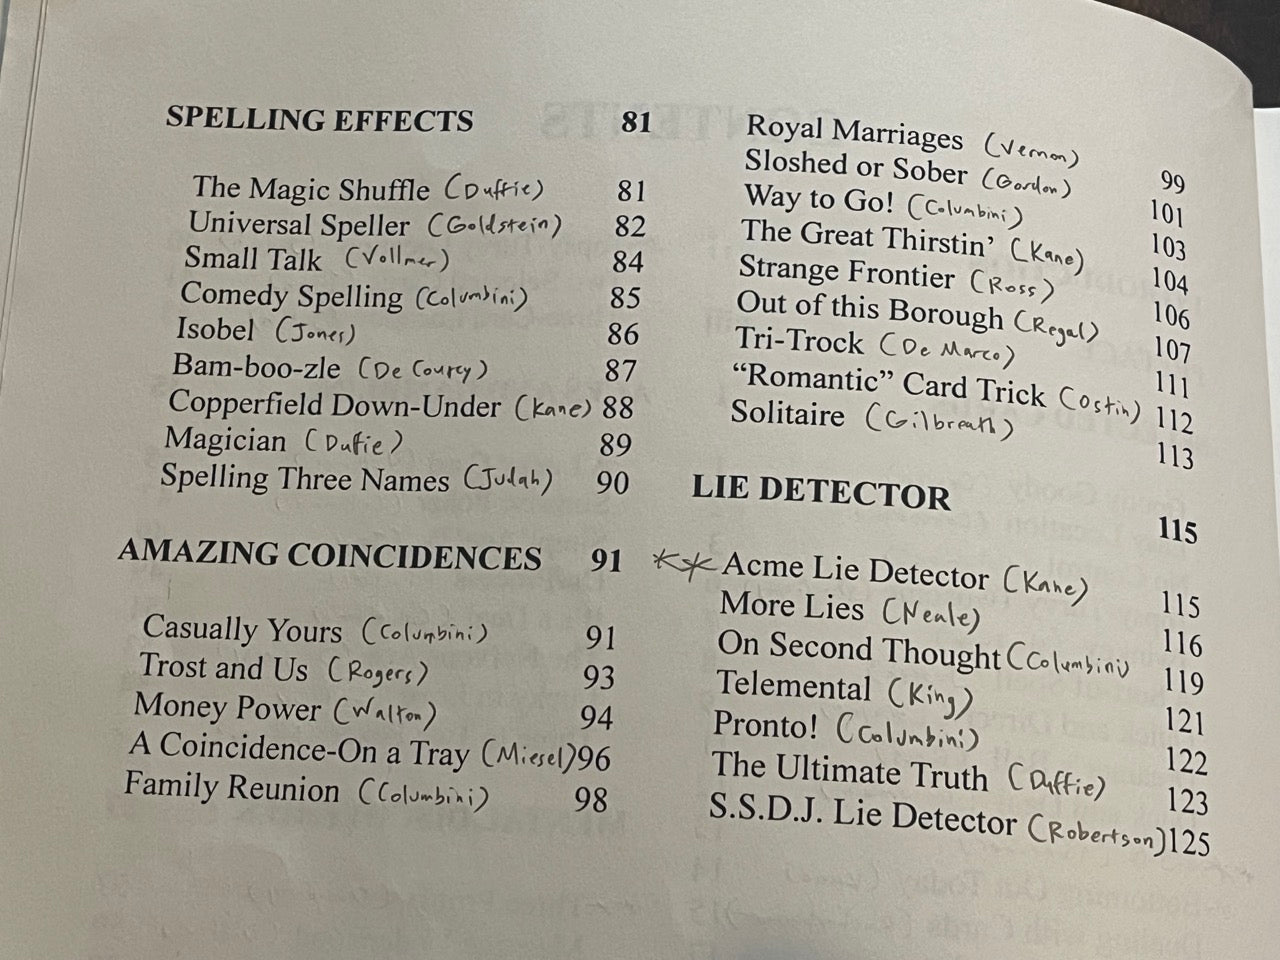 SPELLING EFFECTS 81
The Magic Shuffle (Duffie) 81
Universal Speller (Goldstein) 82
Small Talk (Vollmer) 84
Comedy Spelling (Columbini) 85
Isobel (Jones) 86
Bam-boo-zle (De Courcy) 87
Copperfield Down-Under (Kane) 88
Magician (Dufie) 89
Spelling Three Names (Judah) 90
AMAZING COINCIDENCES 91
Casually Yours (Columbini) 91
Trost and Us (Rogers) 93
Money Power (Walton) 94
A Coincidence-On a Tray (Miesel) 96
Family Reunion (Columbini) 98
Royal Marriages (Vernon) 99
Sloshed or Sober (Gordon) 101
Way to Go! (Columbini) 103
The Great Thirstin' (Kane) 104
Strange Frontier (Ross) 106
Out of this Borough (Regal) 107
Tri-Trock (De Marco) 111
“Romantic” Card Trick (Ostin) 112
Solitaire (Gilbreath) 113
LIE DETECTOR 115
** Acme Lie Detector (Kane) 115
More Lies (Neale) 116
On Second Thought (Columbini) 119
Telemental (King) 121
Pronto! (Columbini) 122
The Ultimate Truth (Duffie) 123
S.S.D.J. Lie Detector (Robertson) 125